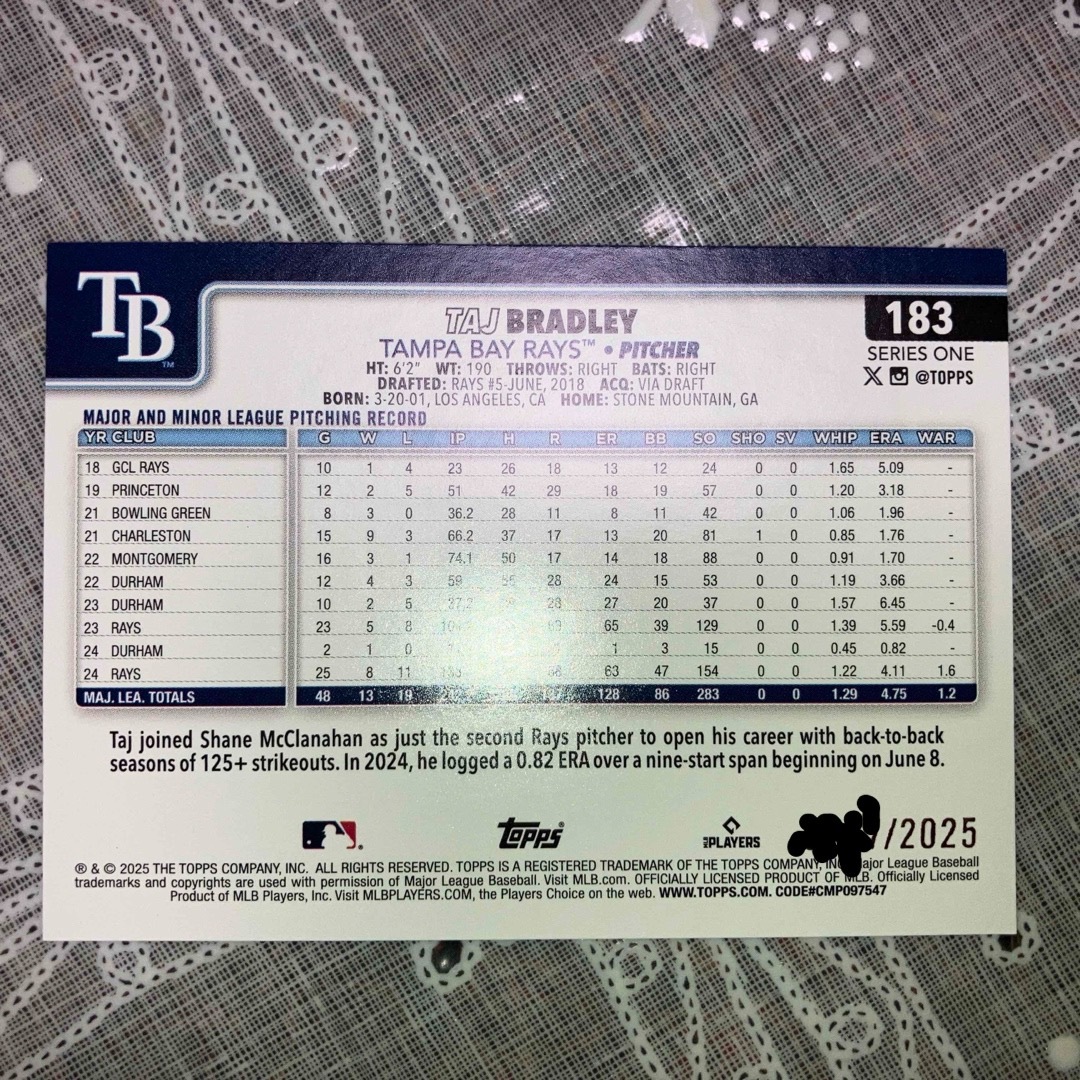 TB™
183
TAJ BRADLEY
SERIES ONE
TAMPA BAY RAYS™ • PITCHER
HT: 6'2" WT: 190 THROWS: RIGHT BATS: RIGHT
@TOPPS
DRAFTED: RAYS #5-JUNE, 2018 ACQ: VIA DRAFT
BORN: 3-20-01, LOS ANGELES, CA HOME: STONE MOUNTAIN, GA
MAJOR AND MINOR LEAGUE PITCHING RECORD
YR CLUB G W L IP H R ER BB SO SHO SV WHIP ERA WAR
18 GCL RAYS 10 1 4 23 26 18 13 12 24 0 0 1.65 5.09 -
19 PRINCETON 12 2 5 51 42 29 18 19 57 0 0 1.20 3.18 -
21 BOWLING GREEN 8 3 0 36.2 28 11 8 11 42 0 0 1.06 1.96 -
21 CHARLESTON 15 9 3 66.2 37 17 13 20 81 1 0 0.85 1.76 -
22 MONTGOMERY 16 3 1 74.1 50 17 14 18 88 0 0 0.91 1.70 -
22 DURHAM 12 4 3 59 28 24 15 53 0 0 1.19 3.66 -
23 DURHAM 10 2 5 37.2 28 27 20 37 0 0 1.57 6.45 -
23 RAYS 23 5 8 65 39 129 0 0 1.39 5.59 -0.4
24 DURHAM 2 1 0 1 3 15 0 0 0.45 0.82 -
24 RAYS 25 8 11 63 47 154 0 0 1.22 4.11 1.6
MAJ. LEA. TOTALS 48 13 19 128 86 283 0 0 1.29 4.75 1.2
Taj joined Shane McClanahan as just the second Rays pitcher to open his career with back-to-back
seasons of 125+ strikeouts. In 2024, he logged a 0.82 ERA over a nine-start span beginning on June 8.
Topps®
PLAYERS
/2025
® & © 2025 THE TOPPS COMPANY, INC. ALL RIGHTS RESERVED. TOPPS IS A REGISTERED TRADEMARK OF THE TOPPS COMPANY, League Baseball
trademarks and copyrights are used with permission of Major League Baseball. Visit MLB.com. OFFICIALLY LICENSED PRODUCT OF MLB. Officially Licensed
Product of MLB Players, Inc. Visit MLBPLAYERS.COM, the Players Choice on the web. WWW.TOPPS.COM. CODE#CMP097547